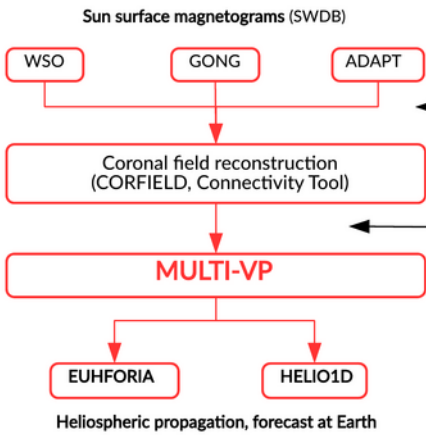 Sun surface magnetograms (SWDB)
WSO
GONG
ADAPT
Coronal field reconstruction
(CORFIELD, Connectivity Tool)
MULTI-VP
EUHFORIA
HELIO1D
Heliospheric propagation, forecast at Earth